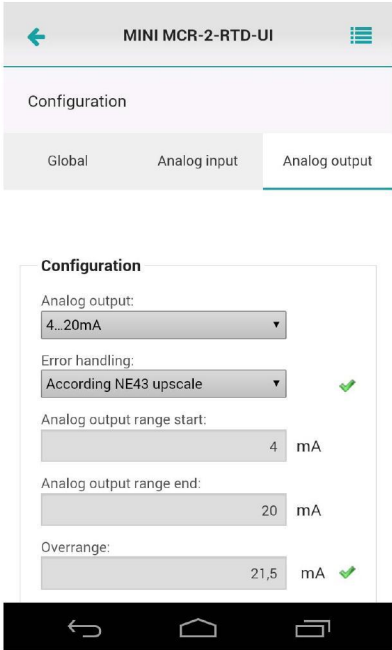 MINI MCR-2-RTD-UI
Configuration
Global Analog input Analog output
Configuration
Analog output:
4...20mA
Error handling:
According NE43 upscale
Analog output range start:
4 mA
Analog output range end:
20 mA
Overrange:
21,5 mA